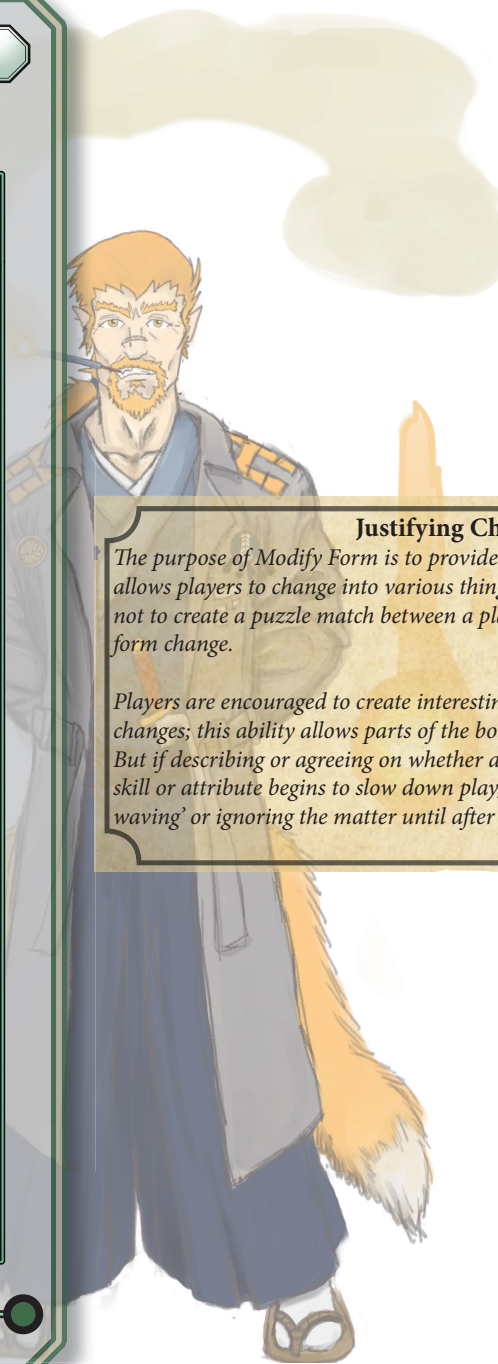 Justifying Ch
The purpose of Modify Form is to provide
allows players to change into various thing
not to create a puzzle match between a pla
form change.
Players are encouraged to create interestin
changes; this ability allows parts of the bo
But if describing or agreeing on whether a
skill or attribute begins to slow down play,
waving’ or ignoring the matter until after